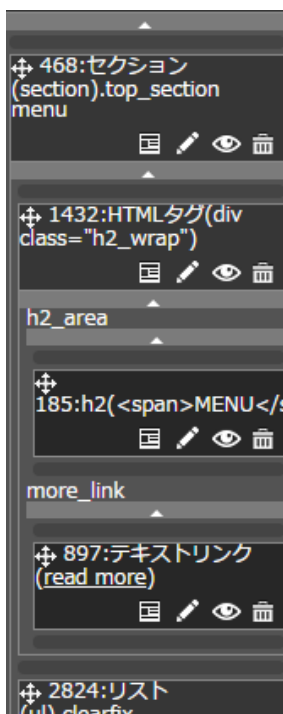 468:セクション
(section).top_section
menu
1432:HTMLタグ(div
class="h2_wrap")
h2_area
185:h2(<span>MENU</s
more_link
897:テキストリンク
(read more)
2824:リスト
(ul).clearfix